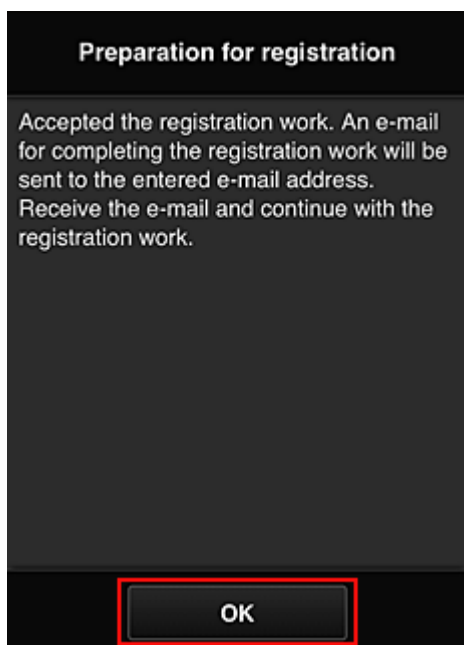 Preparation for registration
Accepted the registration work. An e-mail
for completing the registration work will be
sent to the entered e-mail address.
Receive the e-mail and continue with the
registration work.
OK